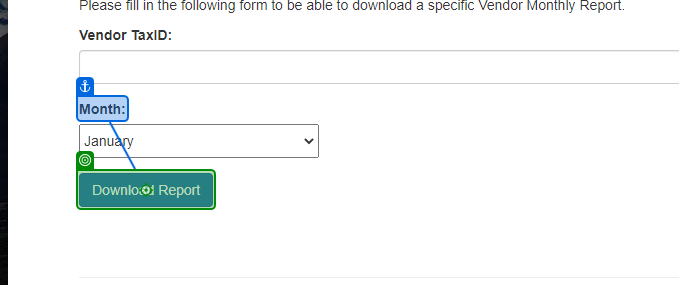 Please fill in the following form to be able to download a specific Vendor Monthly Report.
Vendor TaxID:
Month:
January
Download Report